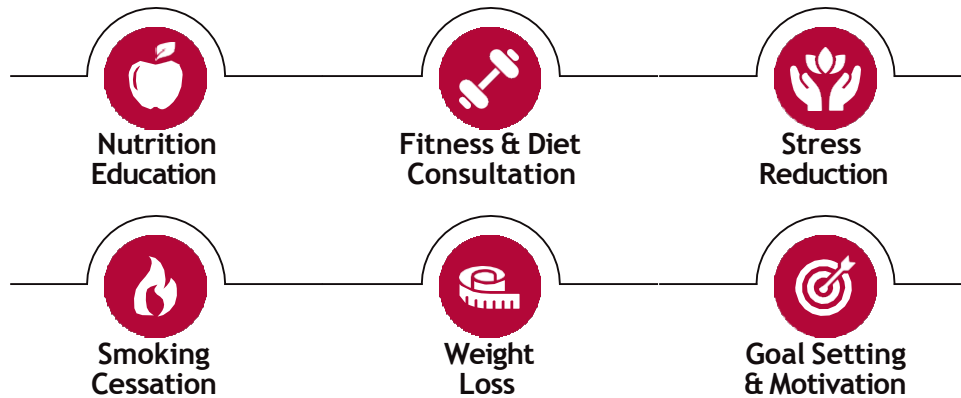 Nutrition
Education
Fitness & Diet
Consultation
Stress
Reduction
Smoking
Cessation
Weight
Loss
Goal Setting
& Motivation